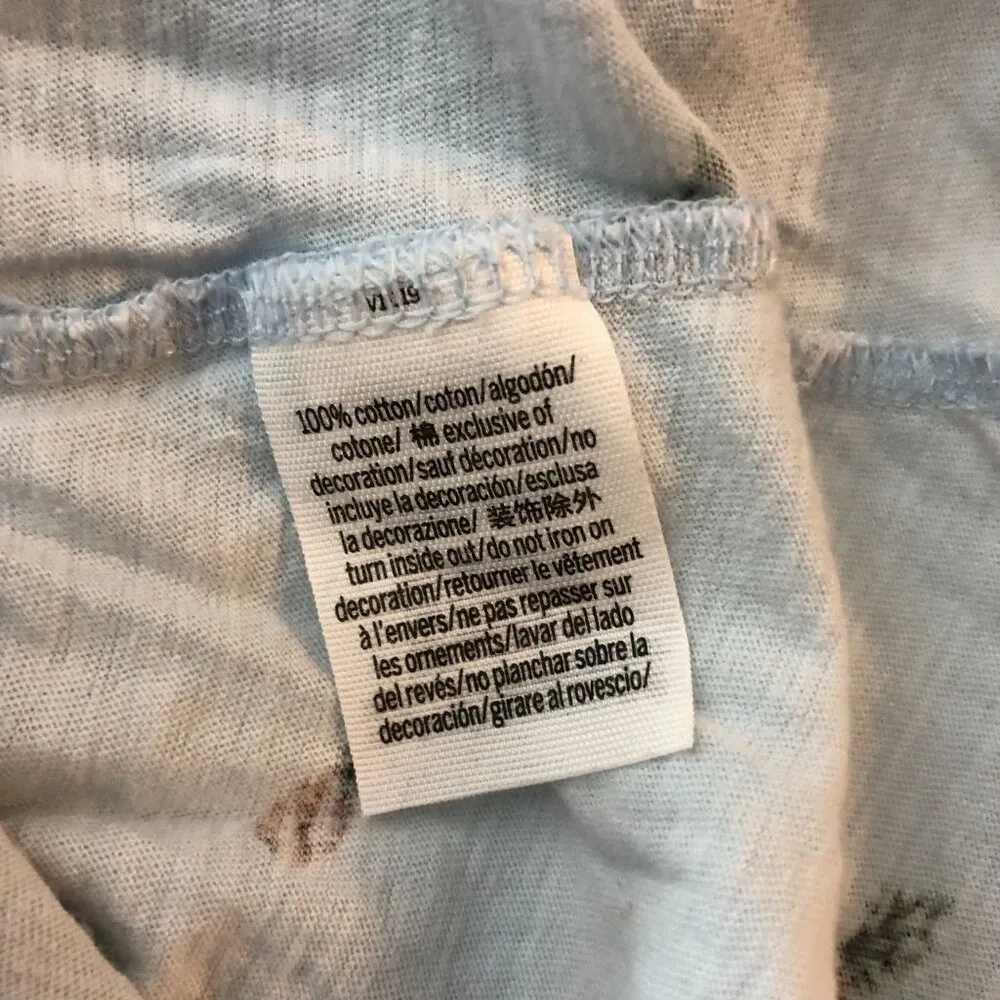 V1.19
100% cotton/coton/algodón/
cotone/ 棉 exclusive of
decoration/sauf décoration/no
incluye la decoración/esclusa
la decorazione/ 装饰除外
turn inside out/do not iron on
decoration/retourner le vêtement
à l'envers/ne pas repasser sur
les ornements/lavar del lado
del revés/no planchar sobre la
decoración/girare al rovescio/